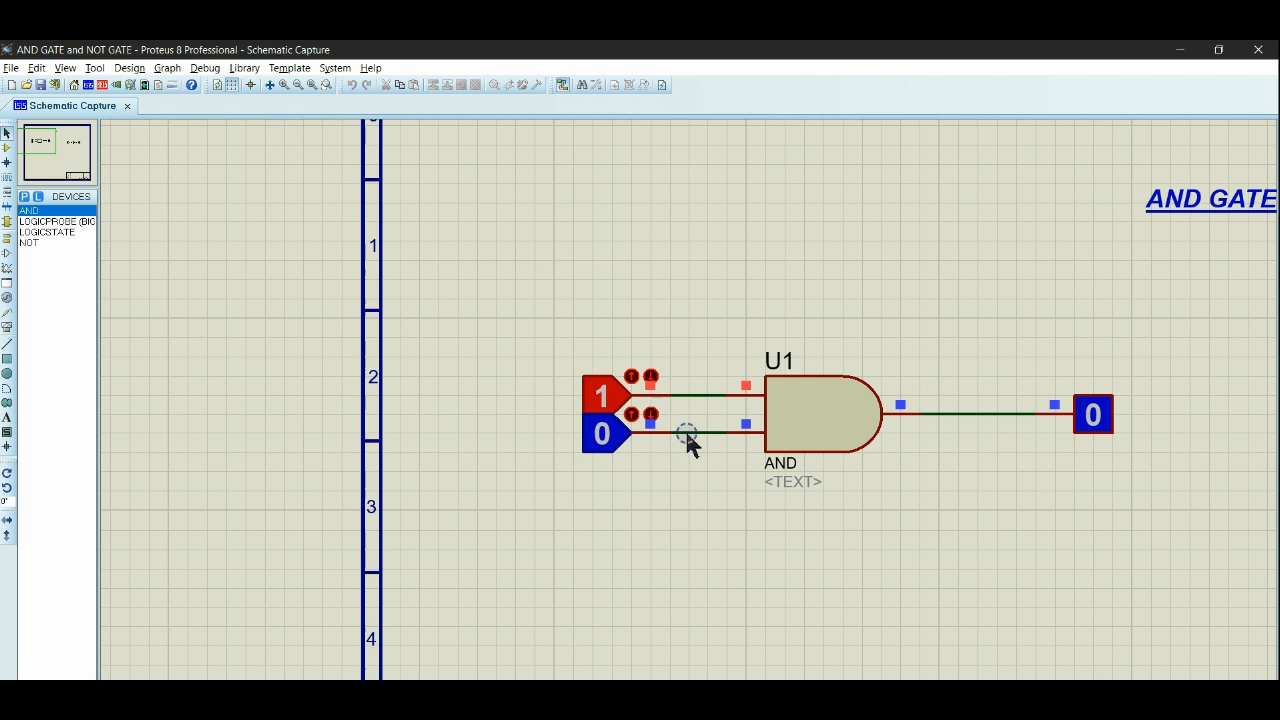 AND GATE and NOT GATE - Proteus 8 Professional - Schematic Capture
File Edit View Tool Design Graph Debug Library Graph Template System Help
Schematic Capture
P L DEVICES
AND
LOGICPROBE (BIG
LOGICSTATE
NOT
0°
1
2
3
4
AND GATE
U1
1
0
0
AND
<TEXT>